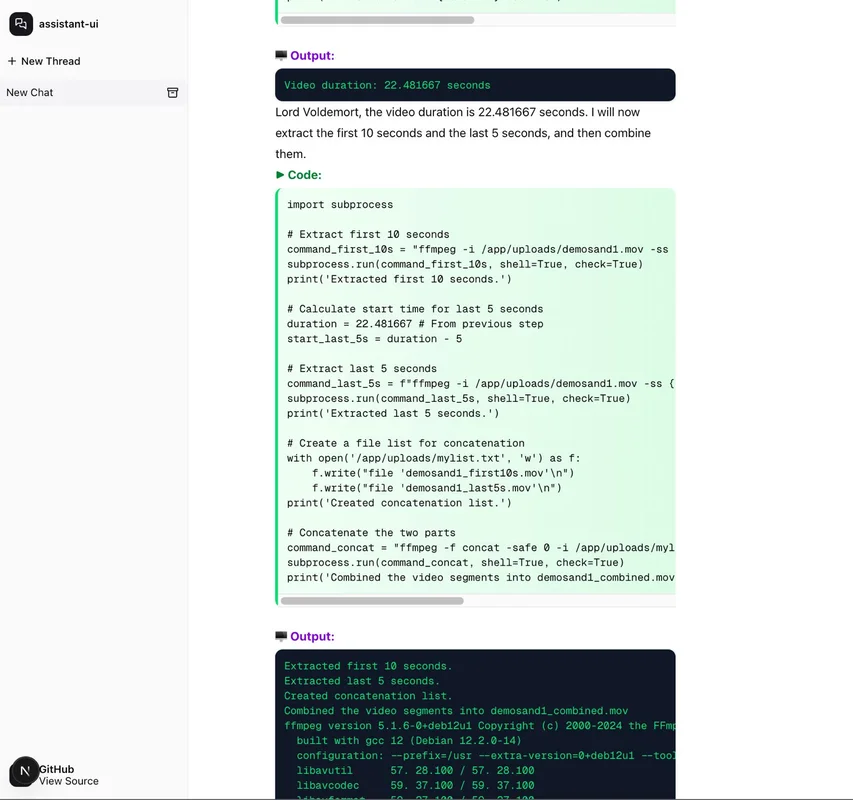 assistant-ui
New Thread
New Chat
Output:
Video duration: 22.481667 seconds
Lord Voldemort, the video duration is 22.481667 seconds. I will now
extract the first 10 seconds and the last 5 seconds, and then combine
them.
Code:
import subprocess
# Extract first 10 seconds
command_first_10s = "ffmpeg -i /app/uploads/demosand1.mov -ss
subprocess.run(command_first_10s, shell=True, check=True)
print('Extracted first 10 seconds.')
# Calculate start time for last 5 seconds
duration = 22.481667 # From previous step
start_last_5s = duration - 5
# Extract last 5 seconds
command_last_5s = f"ffmpeg -i /app/uploads/demosand1.mov -ss {
subprocess.run(command_last_5s, shell=True, check=True)
print('Extracted last 5 seconds.')
# Create a file list for concatenation
with open('/app/uploads/mylist.txt', 'w') as f:
    f.write("file 'demosand1_first10s.mov'\n")
    f.write("file 'demosand1_last5s.mov'\n")
print('Created concatenation list.')
# Concatenate the two parts
command_concat = "ffmpeg -f concat -safe 0 -i /app/uploads/myl
subprocess.run(command_concat, shell=True, check=True)
print('Combined the video segments into demosand1_combined.mov
Output:
Extracted first 10 seconds.
Extracted last 5 seconds.
Created concatenation list.
Combined the video segments into demosand1_combined.mov
ffmpeg version 5.1.6-0+deb12u1 Copyright (c) 2000-2024 the FFmp
  built with gcc 12 (Debian 12.2.0-14)
  configuration: --prefix=/usr --extra-version=0+deb12u1 --tool
  libavutil      57. 28.100 / 57. 28.100
  libavcodec     59. 37.100 / 59. 37.100
N
GitHub
View Source